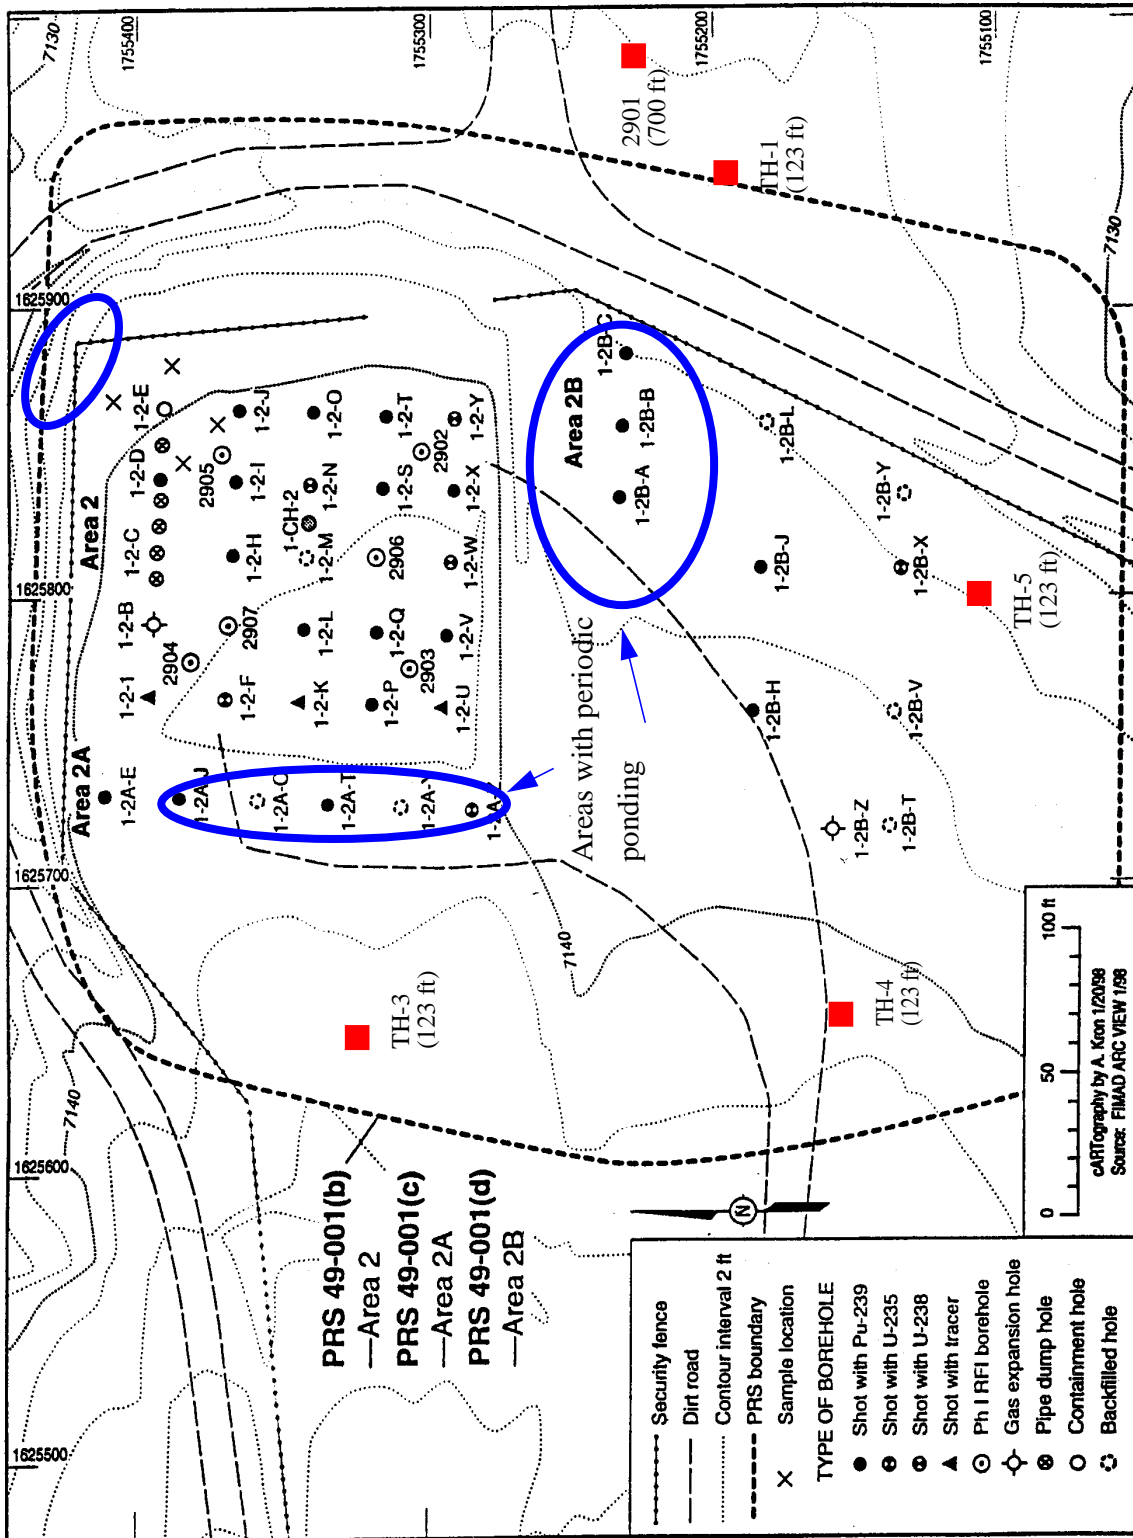 7130
1755400
1755300
1755200
1755100
7130
2901
(700 ft)
TH-1
(123 ft)
1625900
1625800
1625700
1625600
1625500
Area 2
Area 2A
Area 2B
1-2-E
1-2-D
1-2-C
1-2-B
1-2-1
1-2A-E
2905
2904
2907
1-2-J
1-2-I
1-2-H
1-2-F
1-2A-J
1-CH-2
1-2-O
1-2-N
1-2-M
1-2-L
1-2-K
1-2A-O
2902
2906
2903
1-2-T
1-2-S
1-2-Q
1-2-P
1-2A-T
1-2-Y
1-2-X
1-2-W
1-2-V
1-2-U
1-2A-Y
1-2B-C
1-2B-B
1-2B-A
1-2B-L
1-2B-J
1-2B-H
1-2B-Y
1-2B-X
1-2B-V
1-2B-Z
1-2B-T
Areas with periodic
ponding
TH-5
(123 ft)
TH-3
(123 ft)
TH-4
(123 ft)
7140
7140
PRS 49-001(b)
—Area 2
PRS 49-001(c)
—Area 2A
PRS 49-001(d)
—Area 2B
N
0 50 100 ft
cARTography by A. Kron 1/20/98
Source: FIMAD ARC VIEW 1/98
Security fence
Dirt road
Contour interval 2 ft
PRS boundary
Sample location
TYPE OF BOREHOLE
Shot with Pu-239
Shot with U-235
Shot with U-238
Shot with tracer
Ph I RFI borehole
Gas expansion hole
Pipe dump hole
Containment hole
Backfilled hole